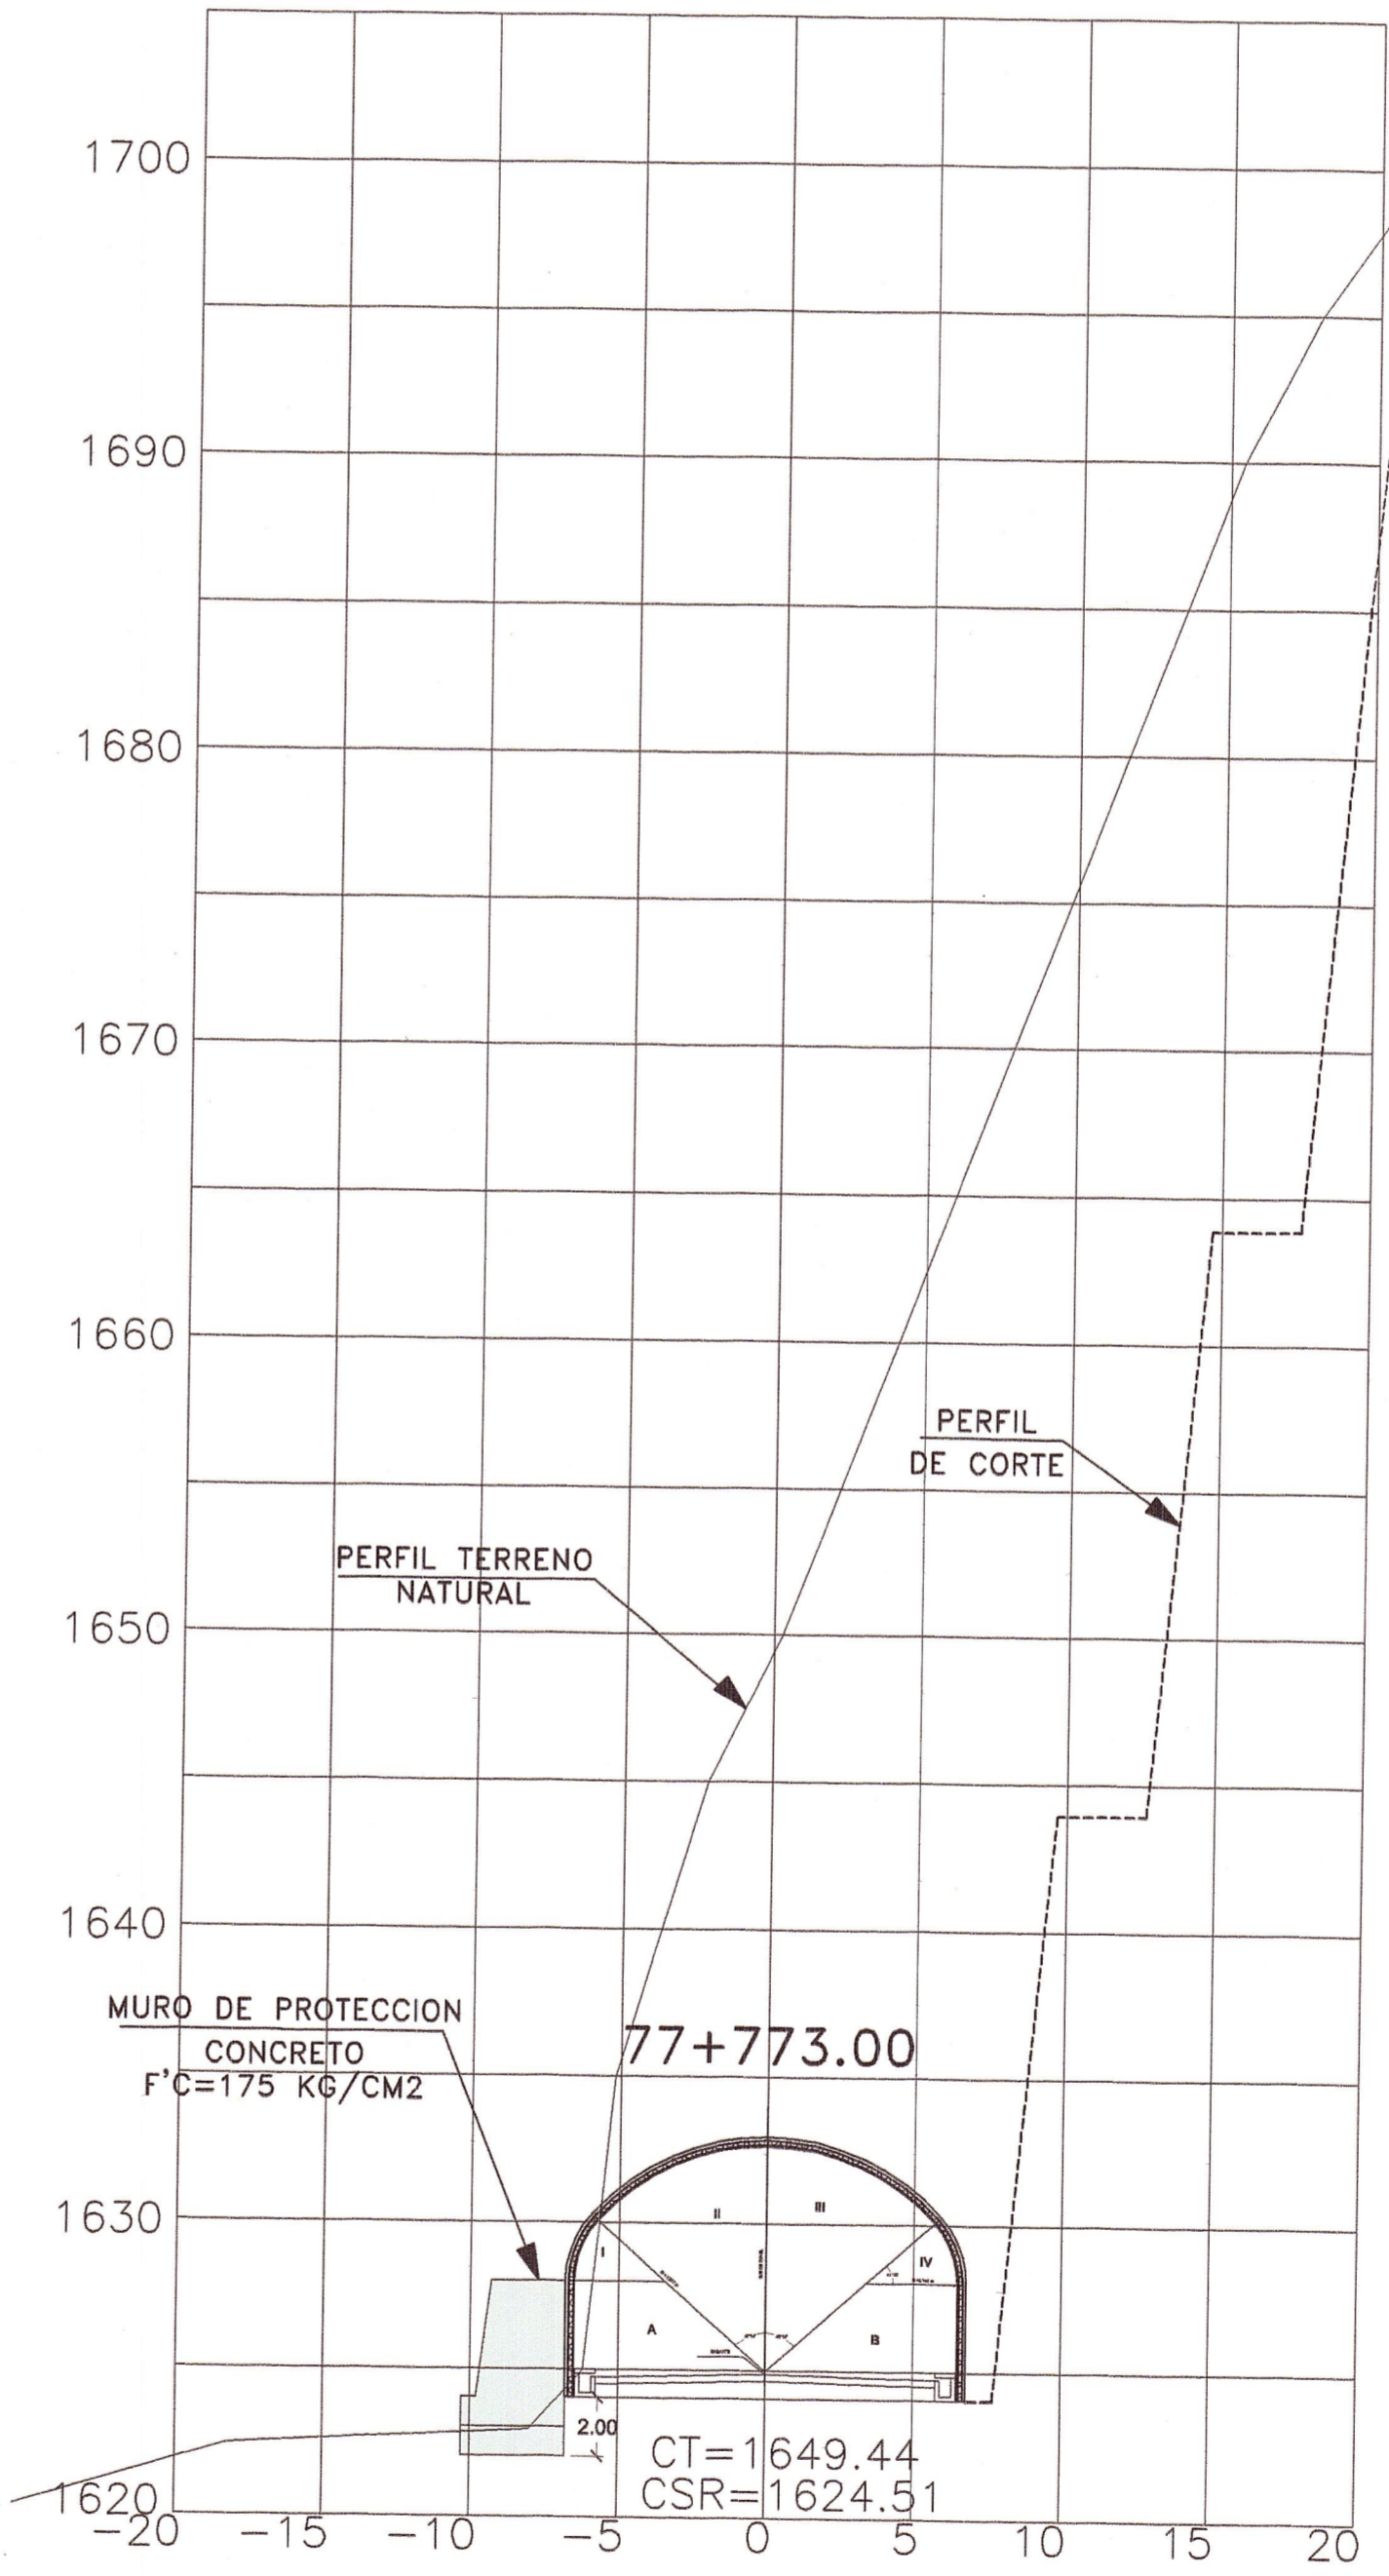 1700
1690
1680
1670
1660
PERFIL
DE CORTE
PERFIL TERRENO
NATURAL
1650
1640
MURO DE PROTECCION
CONCRETO
F'C=175 KG/CM2
77+773.00
1630
II
III
I
IV
A
B
2.00
CT=1649.44
CSR=1624.51
1620
-20 -15 -10 -5 0 5 10 15 20